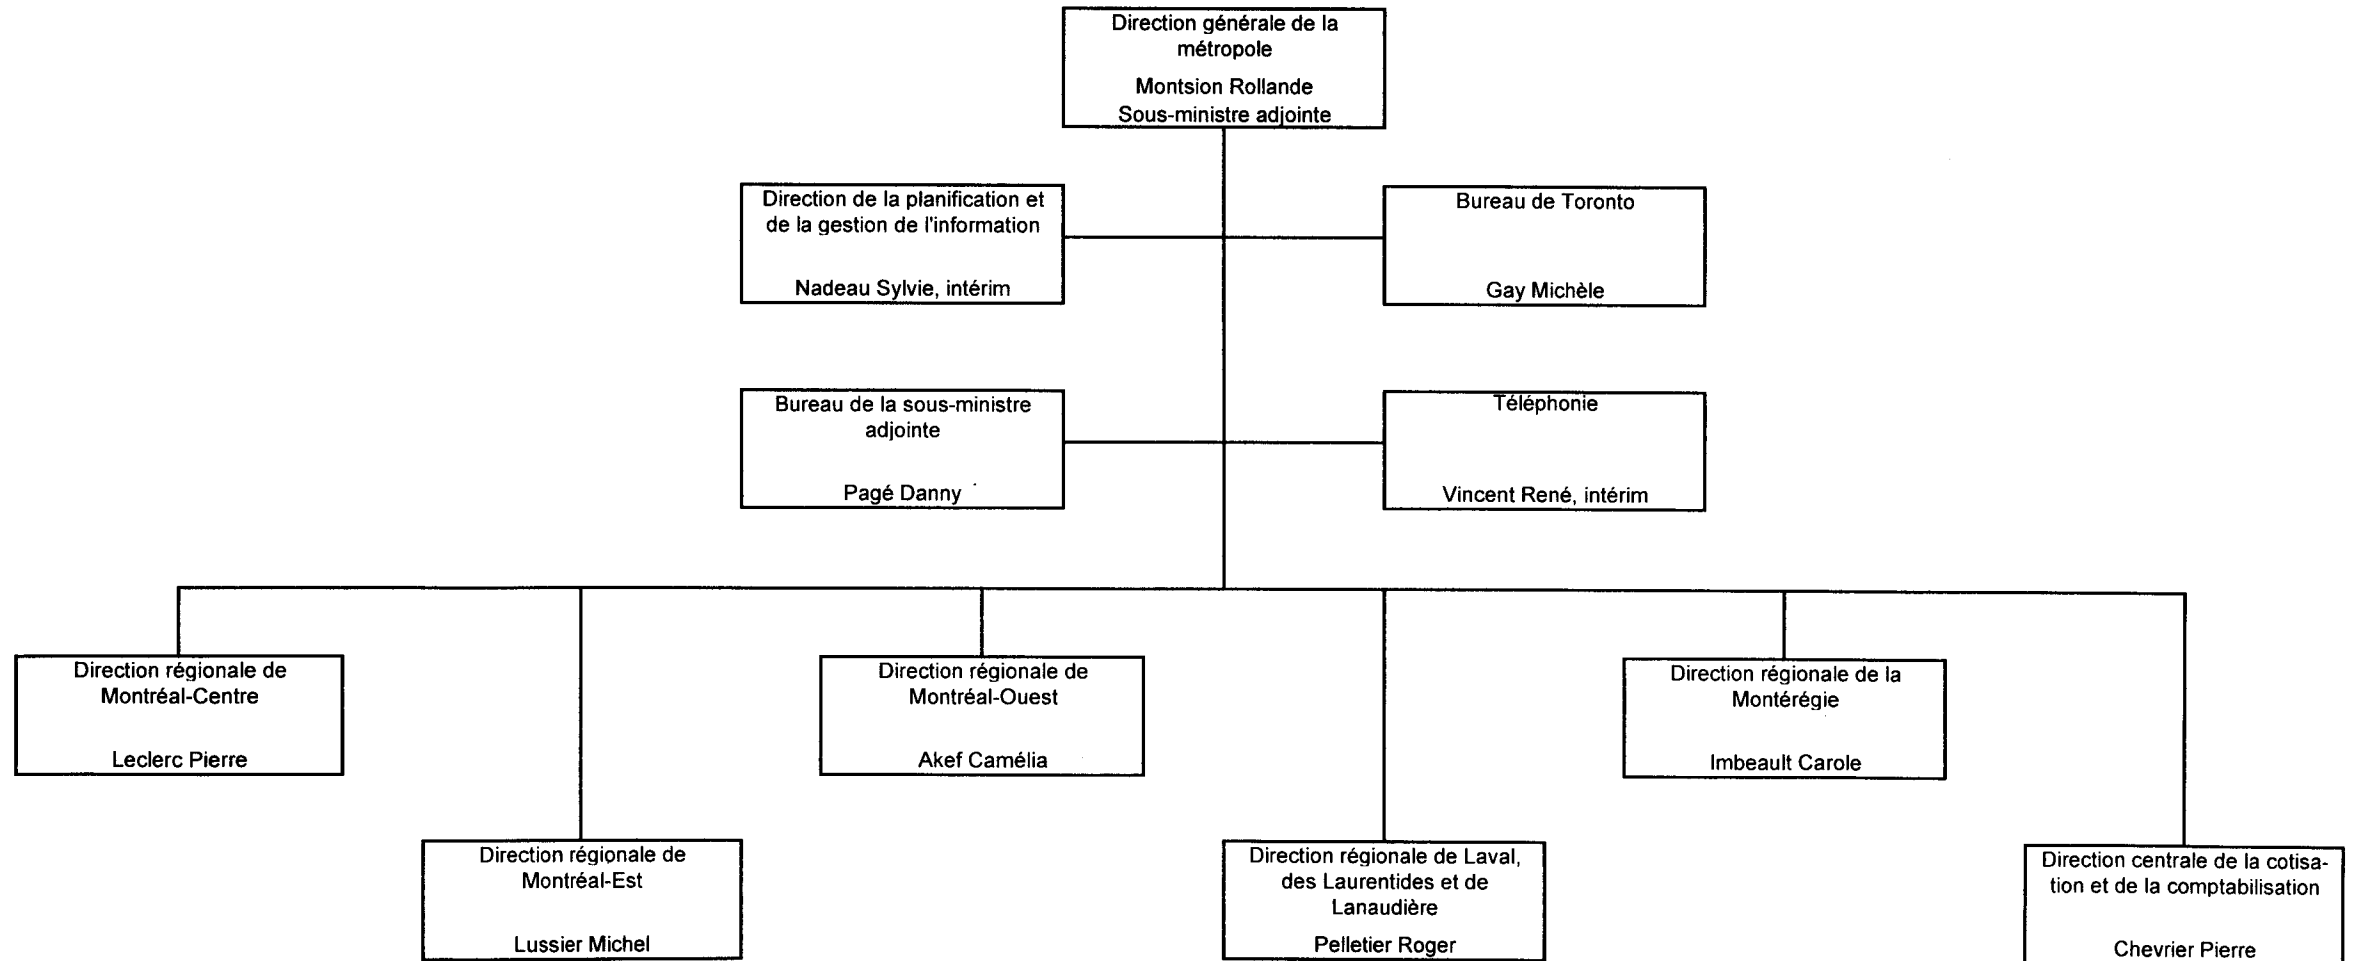 Direction générale de la
métropole
Montsion Rollande
Sous-ministre adjointe
Direction de la planification et
de la gestion de l'information
Nadeau Sylvie, intérim
Bureau de Toronto
Gay Michèle
Bureau de la sous-ministre
adjointe
Pagé Danny
Téléphonie
Vincent René, intérim
Direction régionale de
Montréal-Centre
Leclerc Pierre
Direction régionale de
Montréal-Ouest
Akef Camélia
Direction régionale de la
Montérégie
Imbeault Carole
Direction régionale de
Montréal-Est
Lussier Michel
Direction régionale de Laval,
des Laurentides et de
Lanaudière
Pelletier Roger
Direction centrale de la cotisa-
tion et de la comptabilisation
Chevrier Pierre